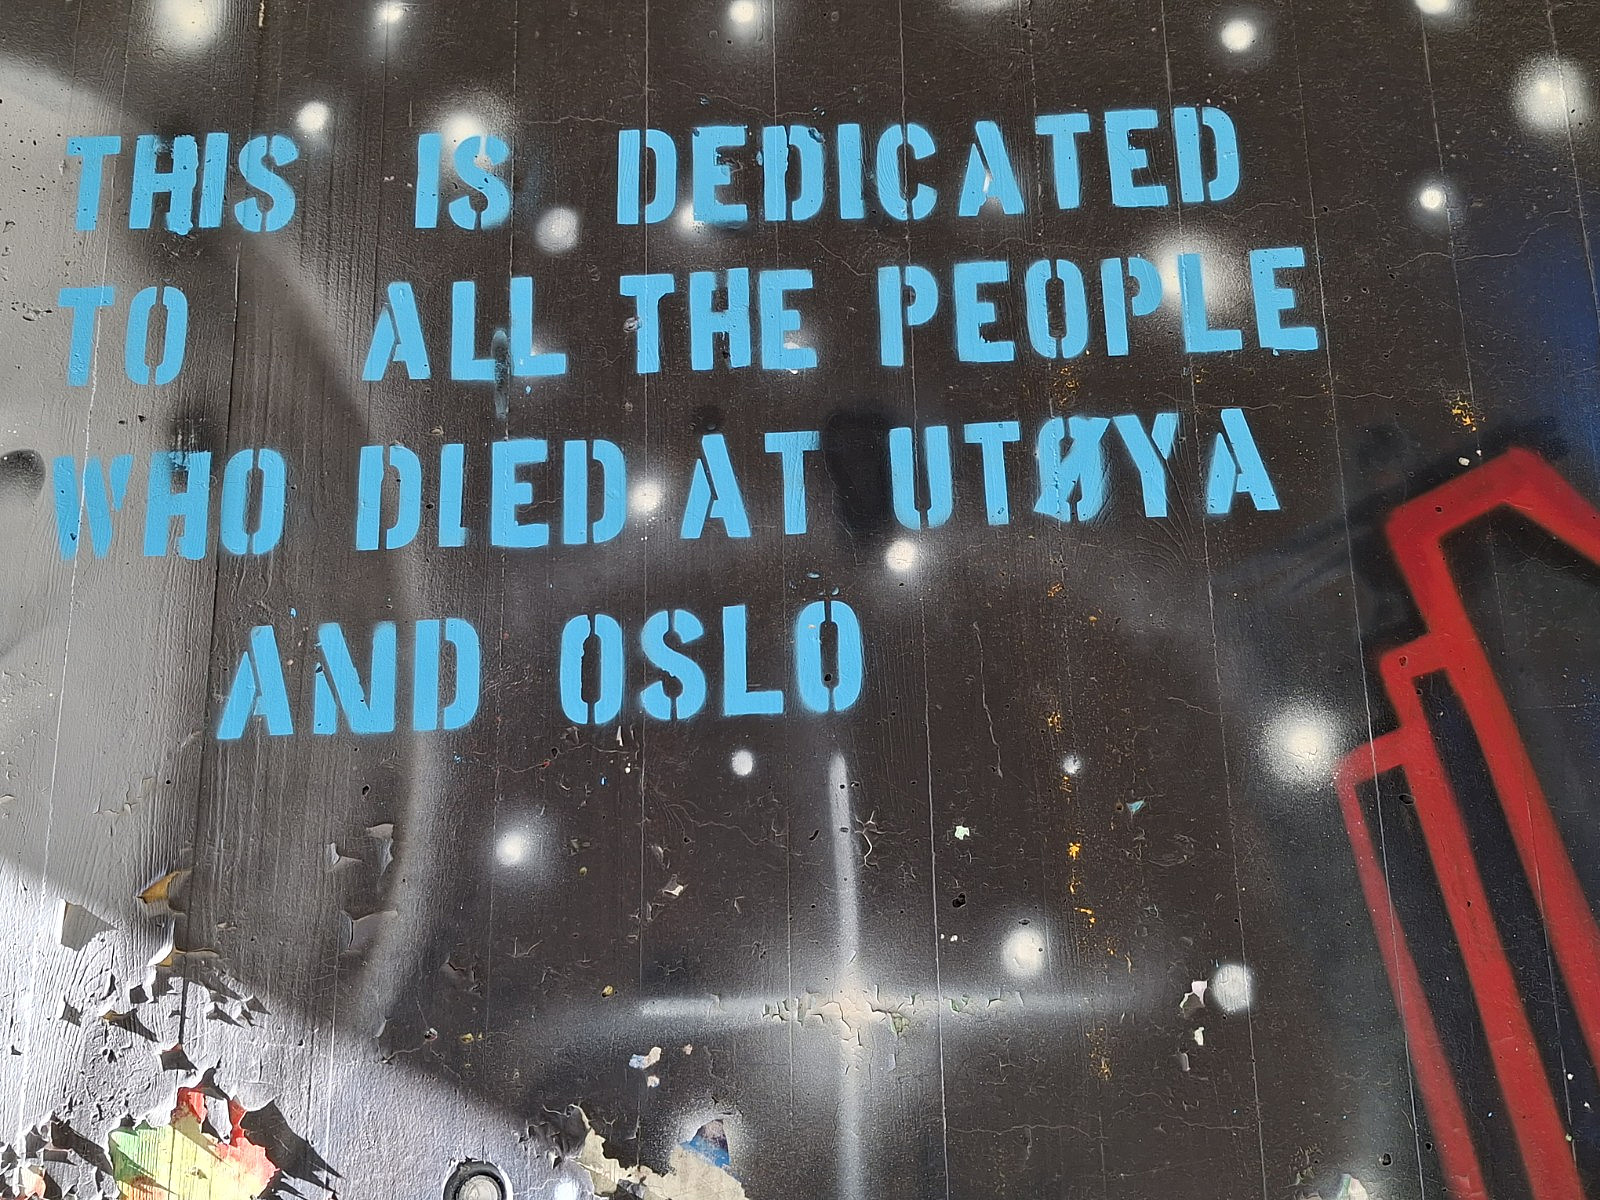 THIS IS DEDICATED
TO ALL THE PEOPLE
WHO DIED AT UTØYA
AND OSLO